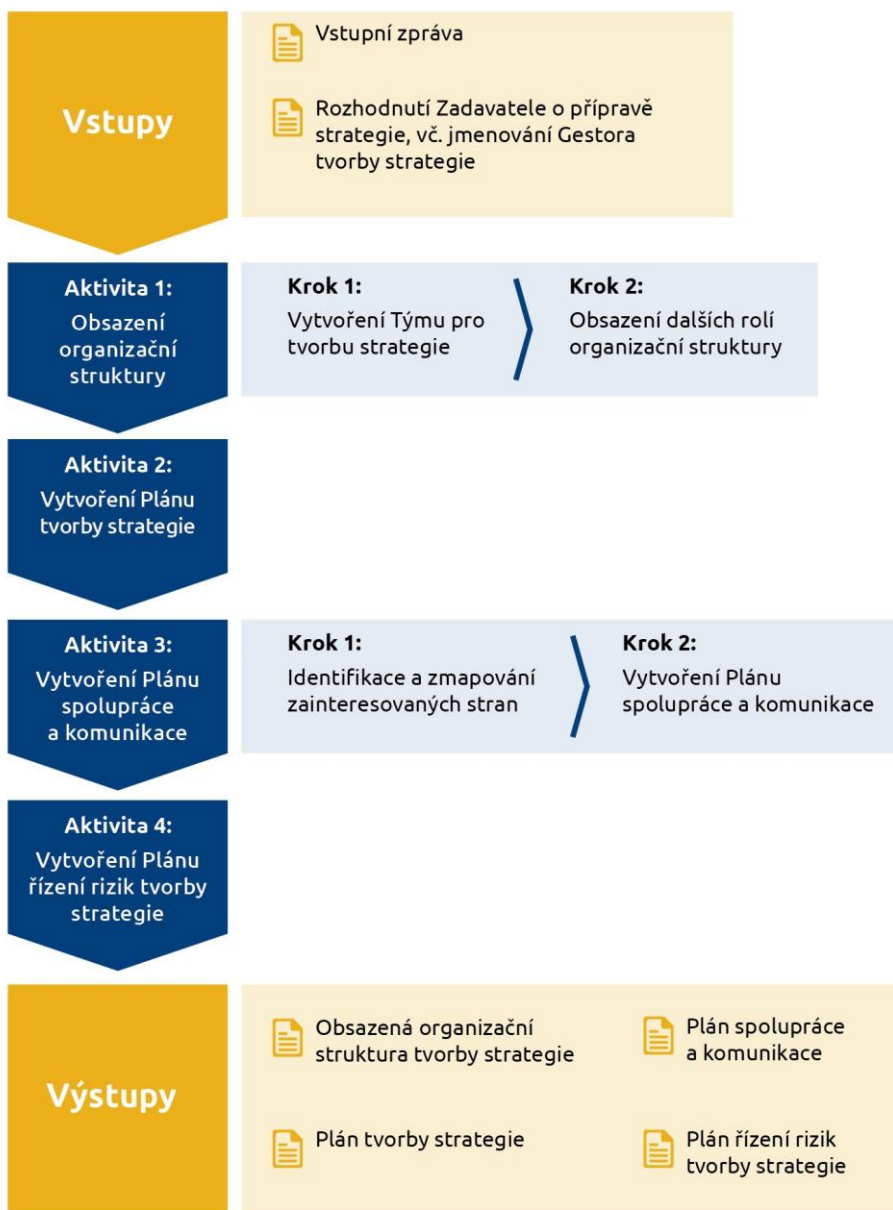 Vstupy
Vstupní zpráva
Rozhodnutí Zadavatele o přípravě
strategie, vč. jmenování Gestora
tvorby strategie
Aktivita 1:
Obsazení
organizační
struktury
Krok 1:
Vytvoření Týmu pro
tvorbu strategie
Krok 2:
Obsazení dalších rolí
organizační struktury
Aktivita 2:
Vytvoření Plánu
tvorby strategie
Aktivita 3:
Vytvoření Plánu
spolupráce
a komunikace
Krok 1:
Identifikace a zmapování
zainteresovaných stran
Krok 2:
Vytvoření Plánu
spolupráce a komunikace
Aktivita 4:
Vytvoření Plánu
řízení rizik tvorby
strategie
Výstupy
Obsazená organizační
struktura tvorby strategie
Plán spolupráce
a komunikace
Plán tvorby strategie
Plán řízení rizik
tvorby strategie